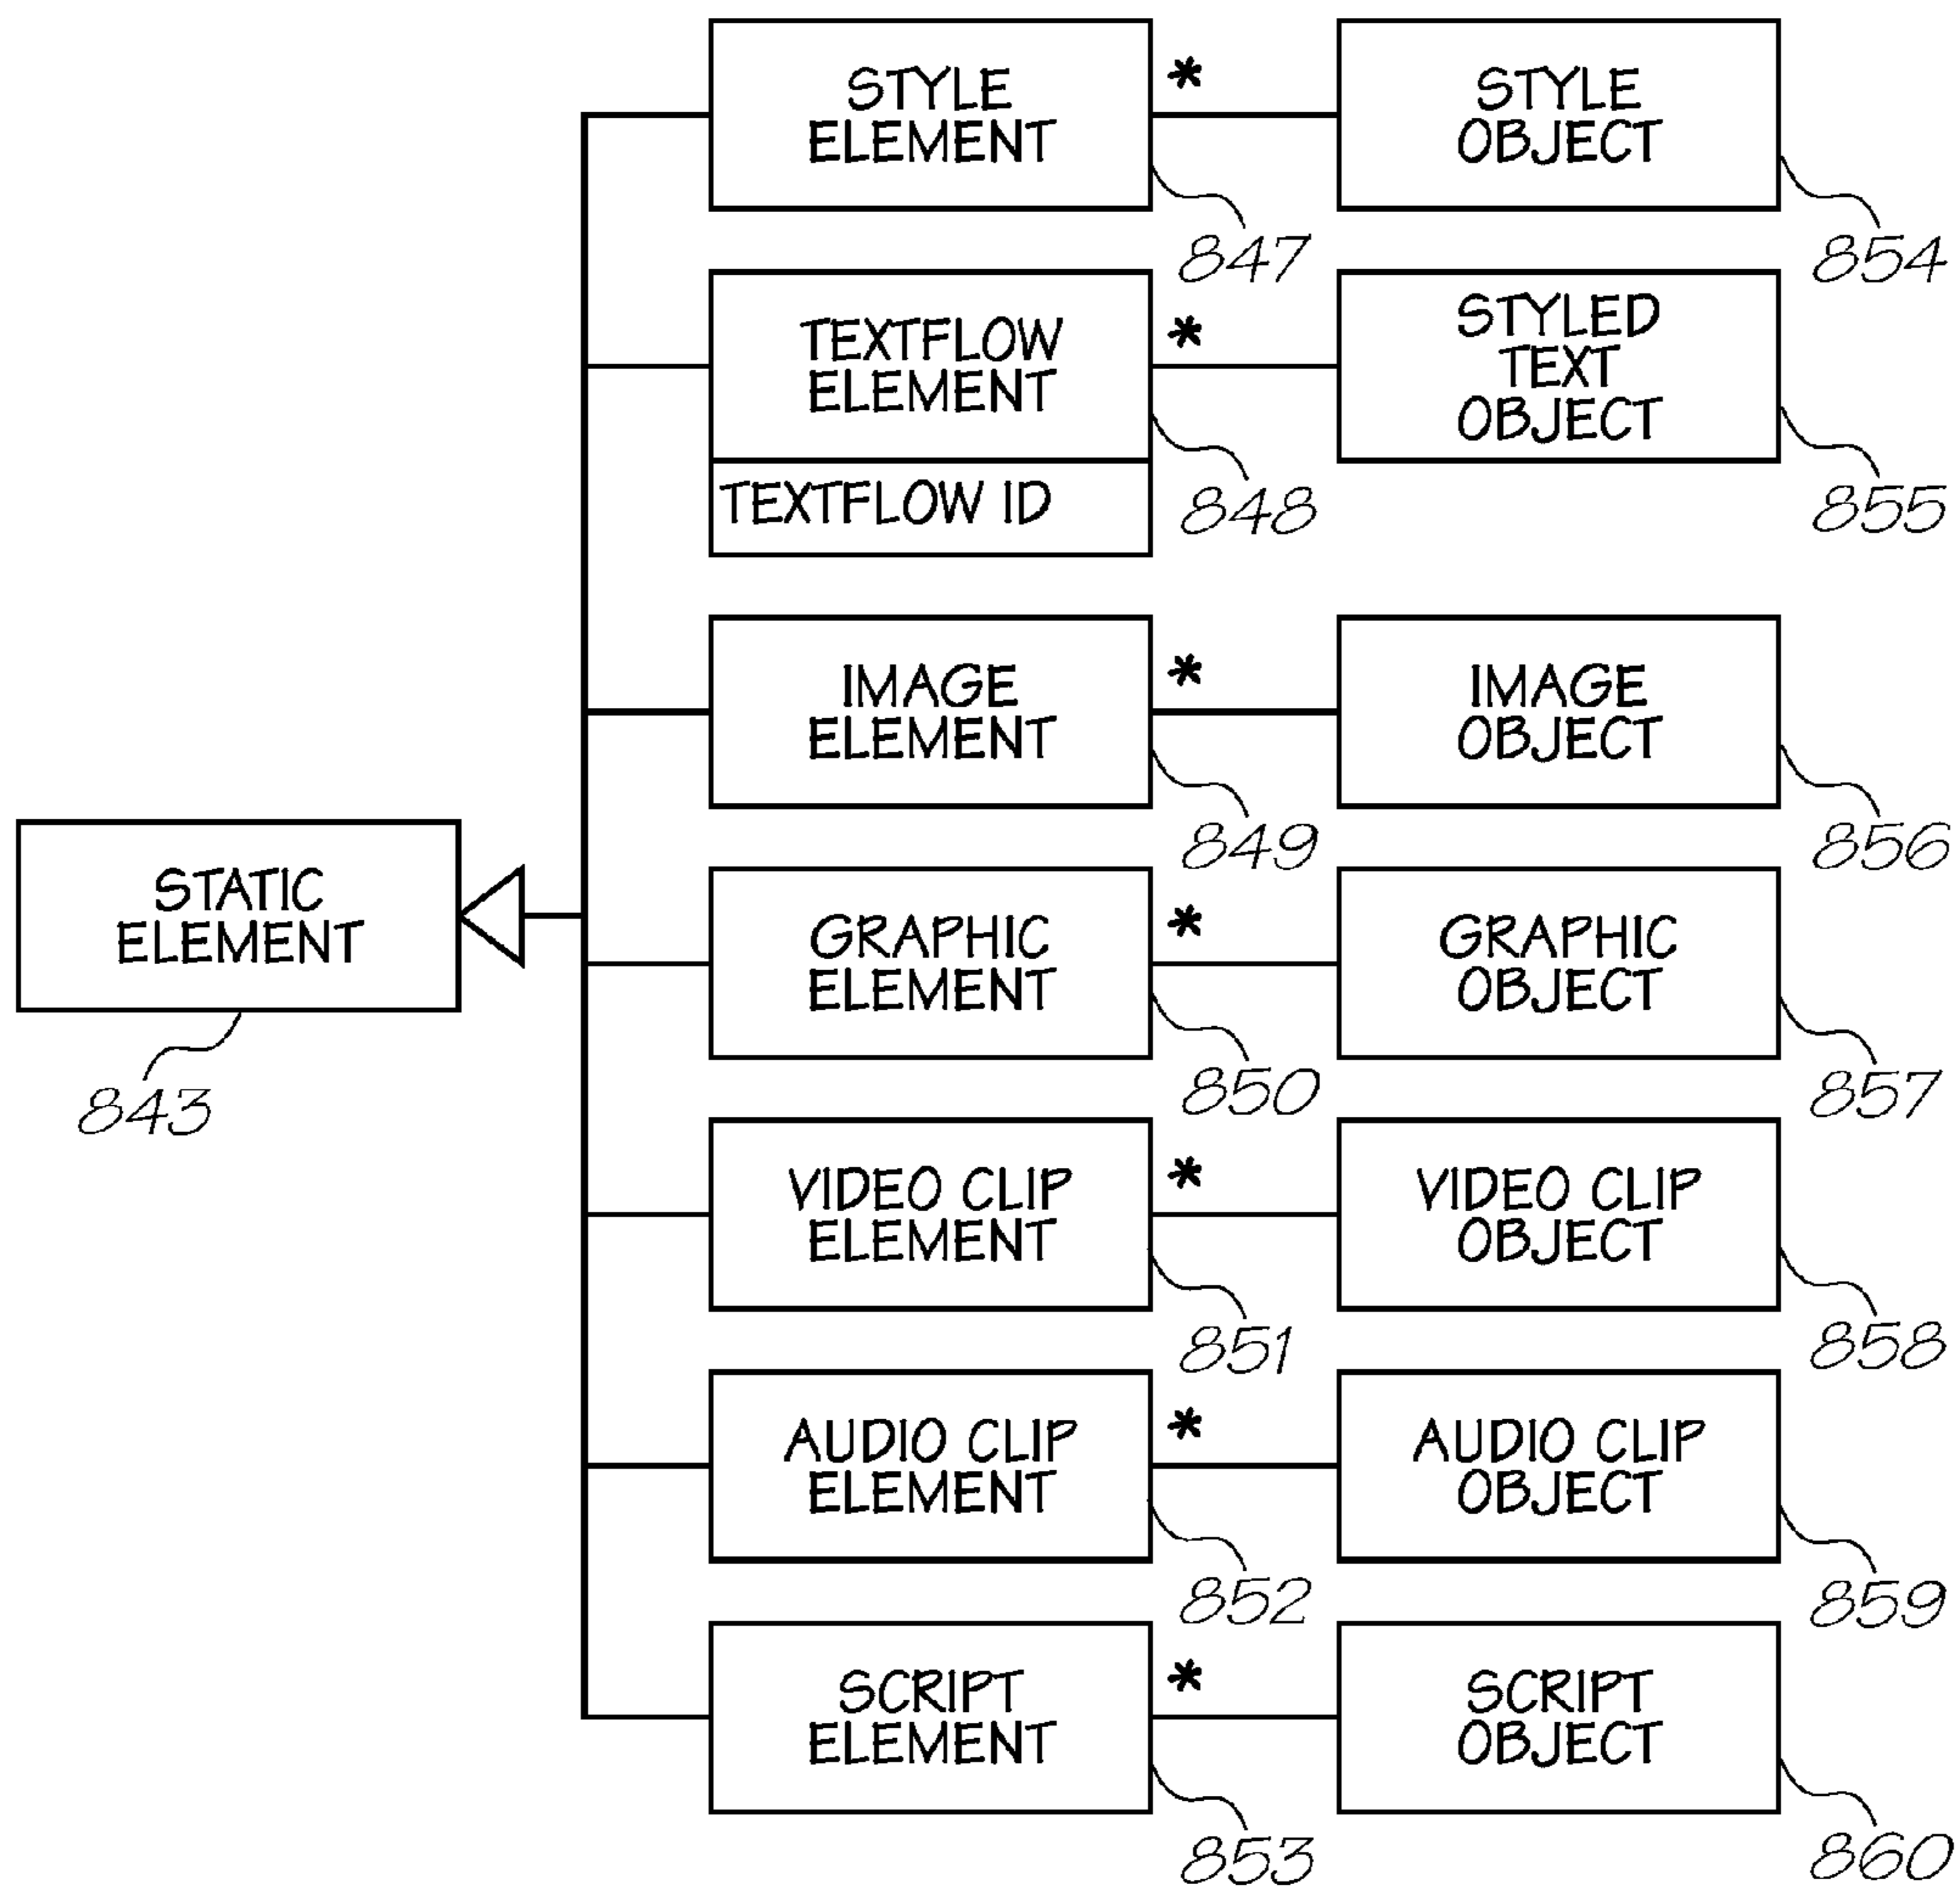 STYLE
ELEMENT
*
STYLE
OBJECT
847
854
TEXTFLOW
ELEMENT
*
STYLED
TEXT
OBJECT
TEXTFLOW ID
848
855
IMAGE
ELEMENT
*
IMAGE
OBJECT
849
856
STATIC
ELEMENT
843
GRAPHIC
ELEMENT
*
GRAPHIC
OBJECT
850
857
VIDEO CLIP
ELEMENT
*
VIDEO CLIP
OBJECT
851
858
AUDIO CLIP
ELEMENT
*
AUDIO CLIP
OBJECT
852
859
SCRIPT
ELEMENT
*
SCRIPT
OBJECT
853
860